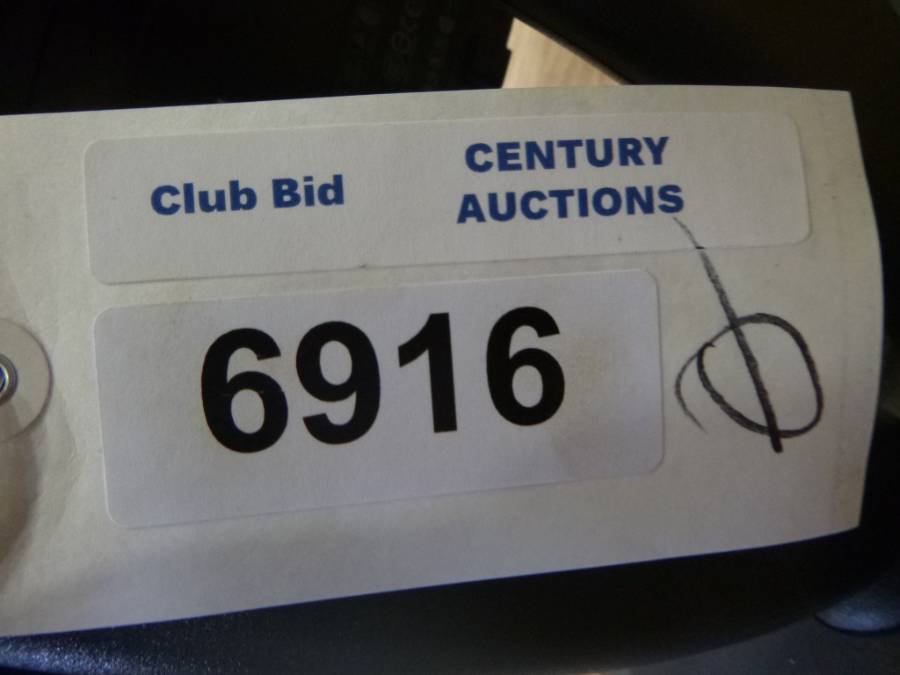 Club Bid
CENTURY
AUCTIONS
6916